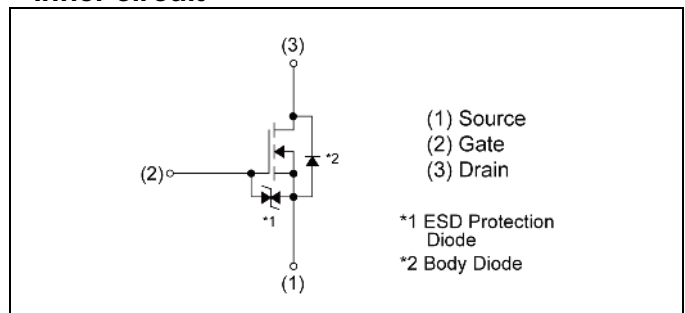 Inner circuit
(3)
(1) Source
(2) Gate
(3) Drain
*2
(2)
*1
*1 ESD Protection
Diode
*2 Body Diode
(1)